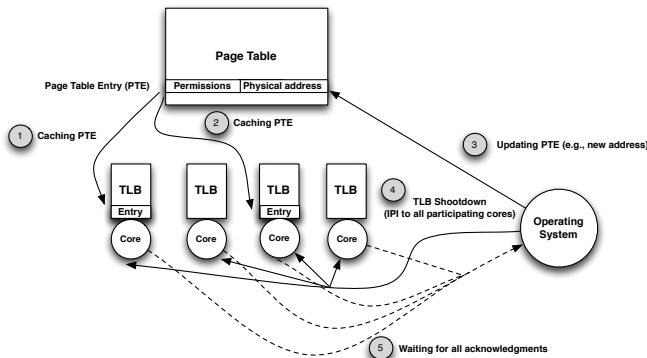 Page Table
Page Table Entry (PTE)
Permissions
Physical address
1
Caching PTE
2
Caching PTE
3
Updating PTE (e.g., new address)
TLB
TLB
TLB
TLB
Entry
Entry
4
TLB Shootdown
(IPI to all participating cores)
Core
Core
Core
Core
Operating
System
5
Waiting for all acknowledgments